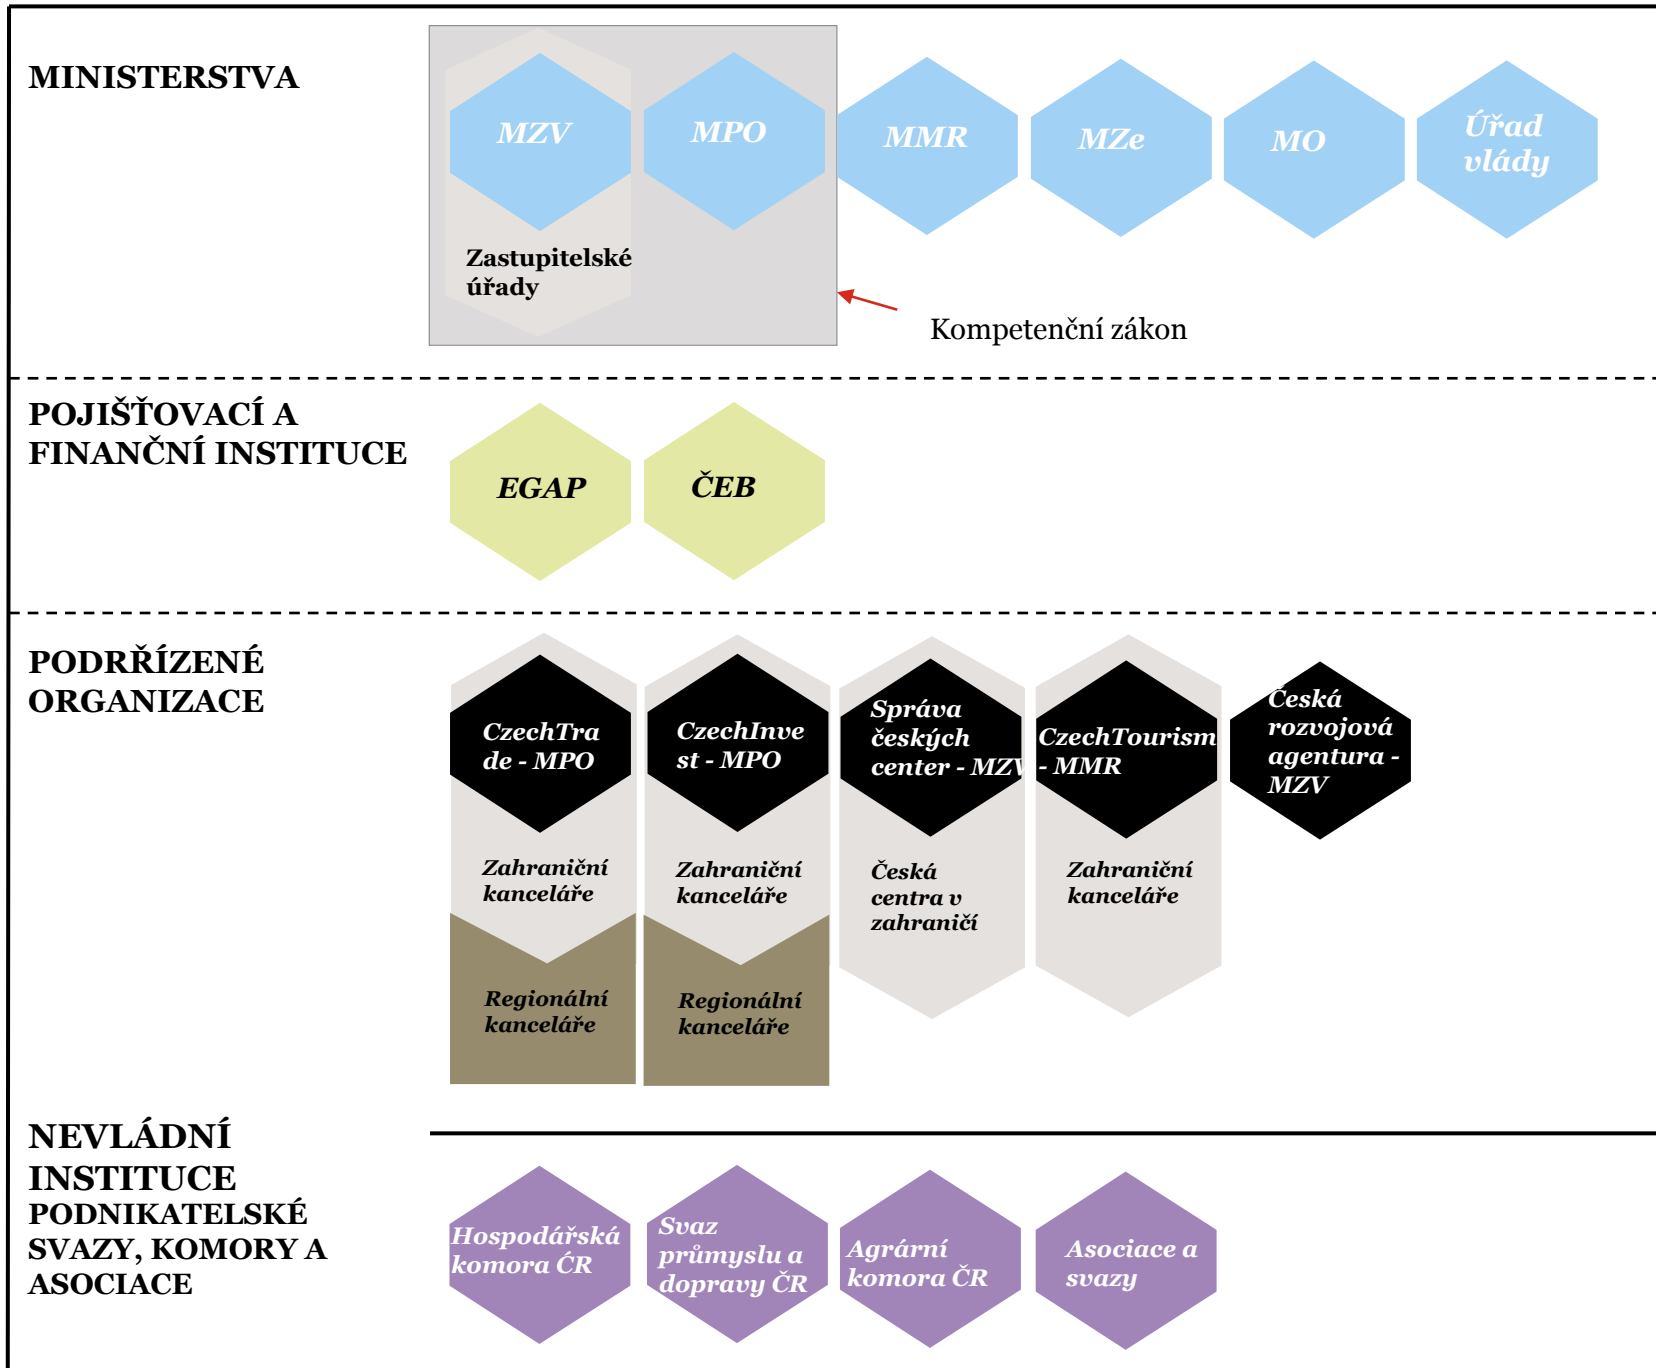 MINISTERSTVA
MZV
MPO
MMR
MZe
MO
Úřad
vlády
Zastupitelské
úřady
Kompetenční zákon
POJIŠŤOVACÍ A
FINANČNÍ INSTITUCE
EGAP
ČEB
PODRŘÍZENÉ
ORGANIZACE
CzechTra
de - MPO
CzechInve
st - MPO
Správa
českých
center - MZV
CzechTourism
- MMR
Česká
rozvojová
agentura -
MZV
Zahraniční
kanceláře
Zahraniční
kanceláře
Česká
centra v
zahraničí
Zahraniční
kanceláře
Regionální
kanceláře
Regionální
kanceláře
NEVLÁDNÍ
INSTITUCE
PODNIKATELSKÉ
SVAZY, KOMORY A
ASOCIACE
Hospodářská
komora ĆR
Svaz
průmyslu a
dopravy ČR
Agrární
komora ČR
Asociace a
svazy